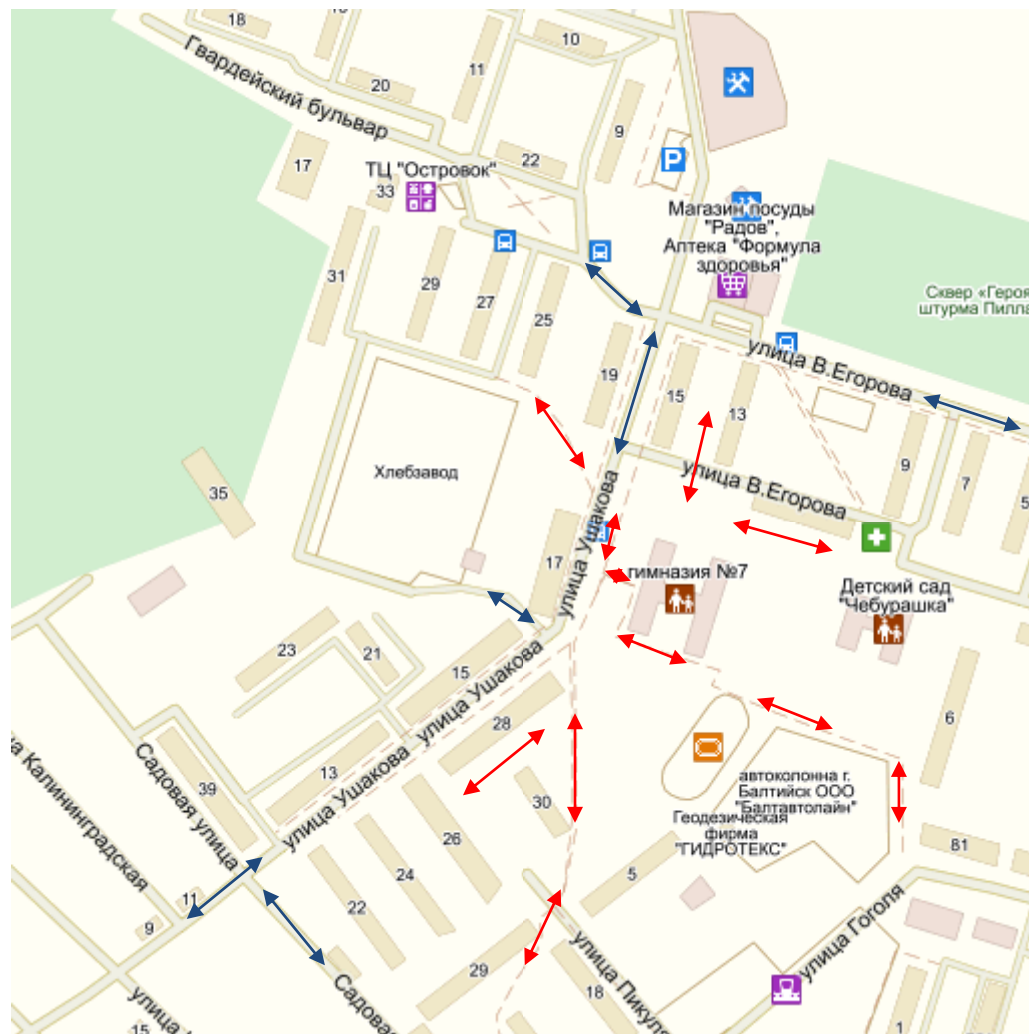 18
10
Гвардейский бульвар
20
11
9
22
17
ТЦ "Островок"
33
P
Магазин посуды
"Радов",
Аптека "Формула
здоровья"
31
29
27
25
Сквер «Героя
штурма Пилла
улица В.Егорова
19
15
13
Хлебзавод
улица В.Егорова
9
7
5
35
17
улица Ушакова
гимназия №7
Детский сад
"Чебурашка"
23
21
15
улица Ушакова
28
6
39
13
улица Ушакова
Садовая улица
на Калининградская
30
автоколонна г.
Балтийск ООО
"Балтавтолайн"
Геодезическая
фирма
"ГИДРОТЕКС"
26
24
22
5
81
11
9
улица Гоголя
29
улица Пикуля
18
Садовая
улица
15
1